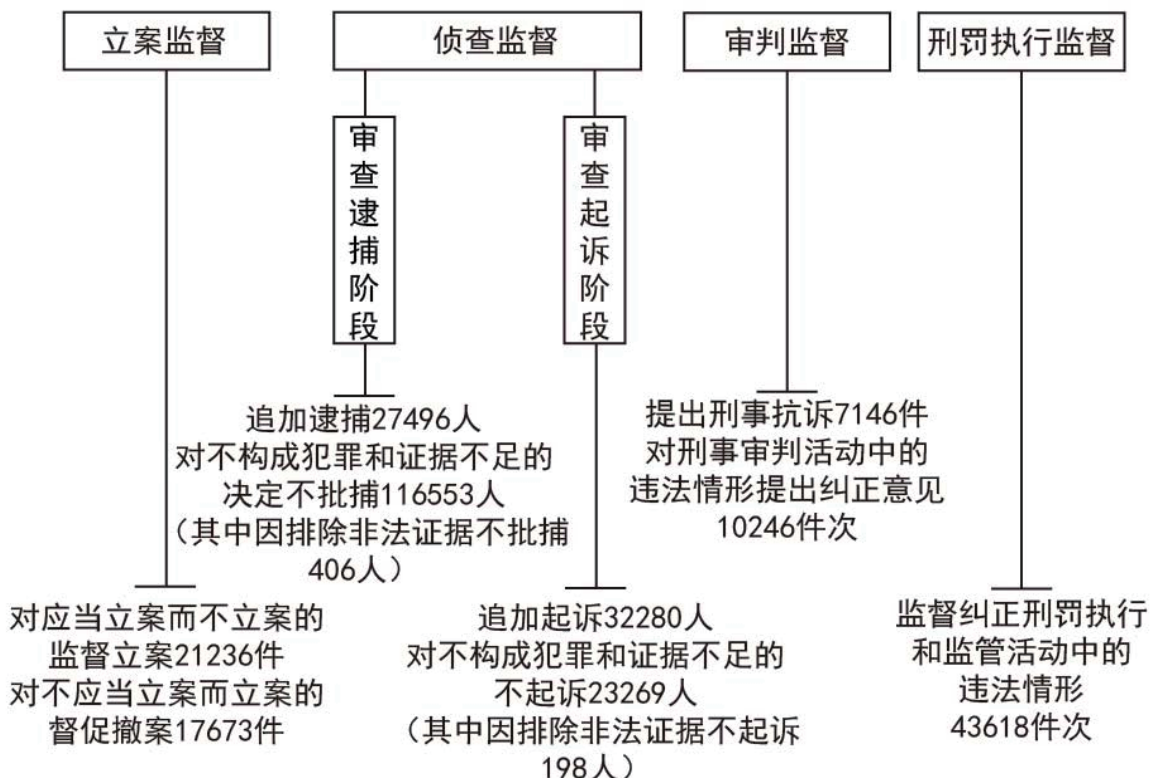 立案监督
侦查监督
审判监督
刑罚执行监督
审查逮捕阶段
审查起诉阶段
追加逮捕27496人
对不构成犯罪和证据不足的
决定不批捕116553人
（其中因排除非法证据不批捕
406人）
提出刑事抗诉7146件
对刑事审判活动中的
违法情形提出纠正意见
10246件次
对应当立案而不立案的
监督立案21236件
对不应当立案而立案的
督促撤案17673件
追加起诉32280人
对不构成犯罪和证据不足的
不起诉23269人
（其中因排除非法证据不起诉
198人）
监督纠正刑罚执行
和监管活动中的
违法情形
43618件次